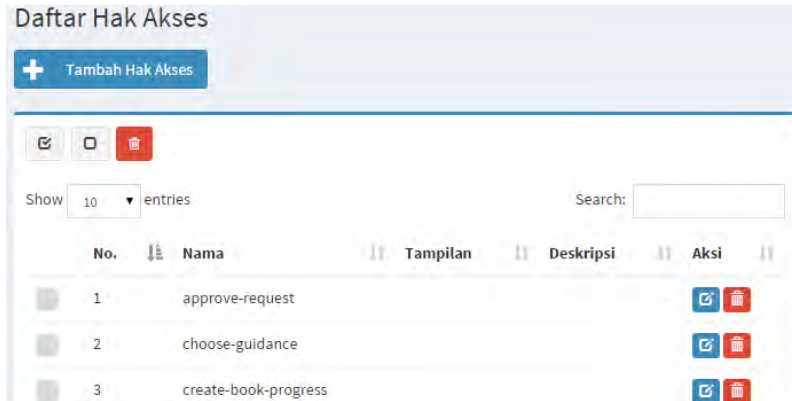 Daftar Hak Akses
Tambah Hak Akses
Show 10 entries Search:
No. Nama Tampilan Deskripsi Aksi
1 approve-request
2 choose-guidance
3 create-book-progress